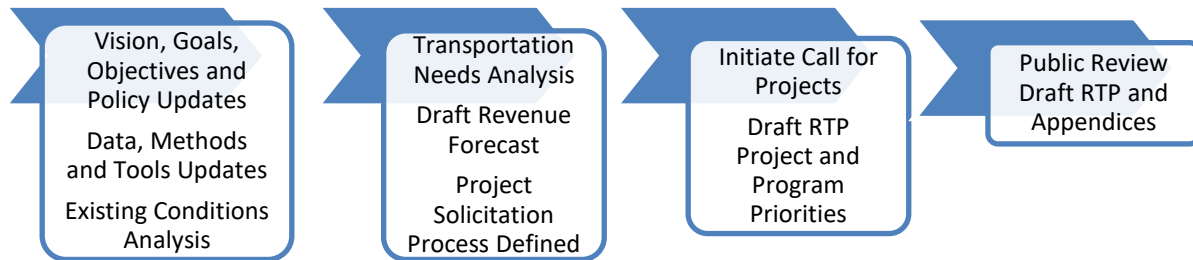 Vision, Goals,
Objectives and
Policy Updates
Data, Methods
and Tools Updates
Existing Conditions
Analysis
Transportation
Needs Analysis
Draft Revenue
Forecast
Project
Solicitation
Process Defined
Initiate Call for
Projects
Draft RTP
Project and
Program
Priorities
Public Review
Draft RTP and
Appendices